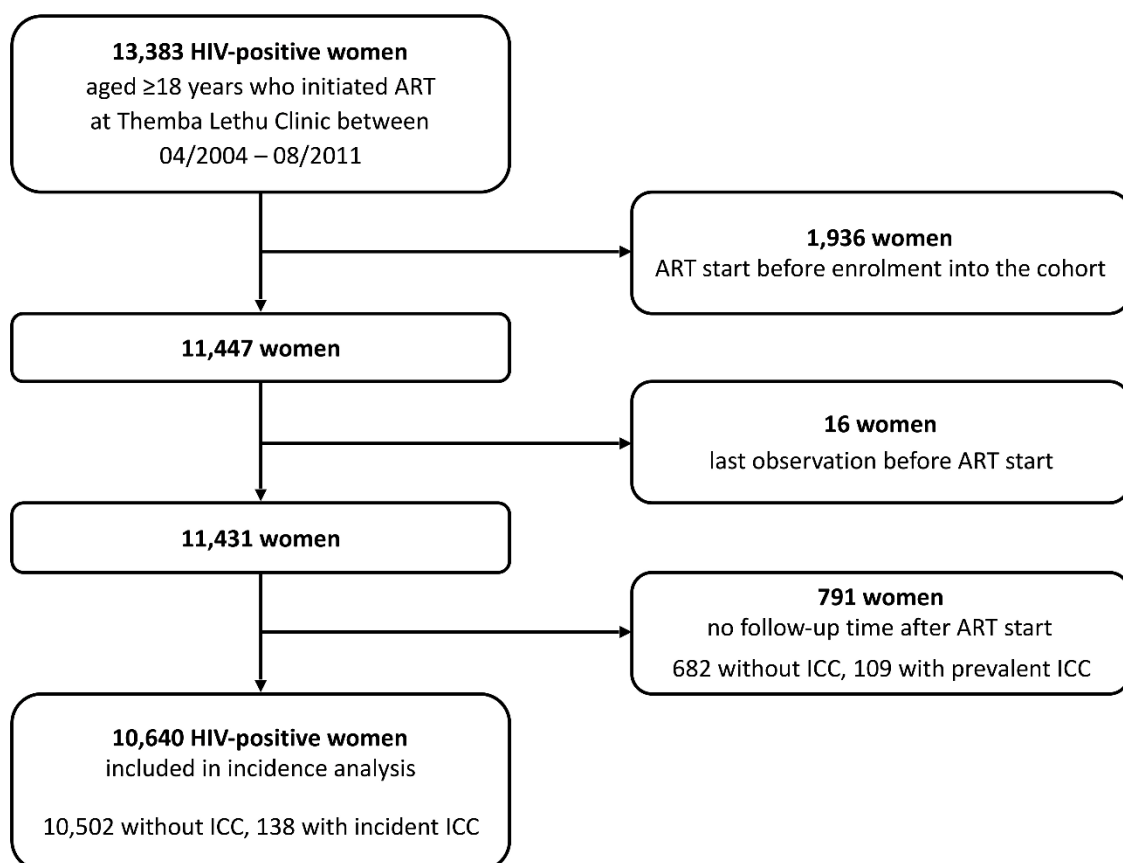 13,383 HIV-positive women
aged ≥18 years who initiated ART
at Themba Lethu Clinic between
04/2004 – 08/2011
1,936 women
ART start before enrolment into the cohort
11,447 women
16 women
last observation before ART start
11,431 women
791 women
no follow-up time after ART start
682 without ICC, 109 with prevalent ICC
10,640 HIV-positive women
included in incidence analysis
10,502 without ICC, 138 with incident ICC